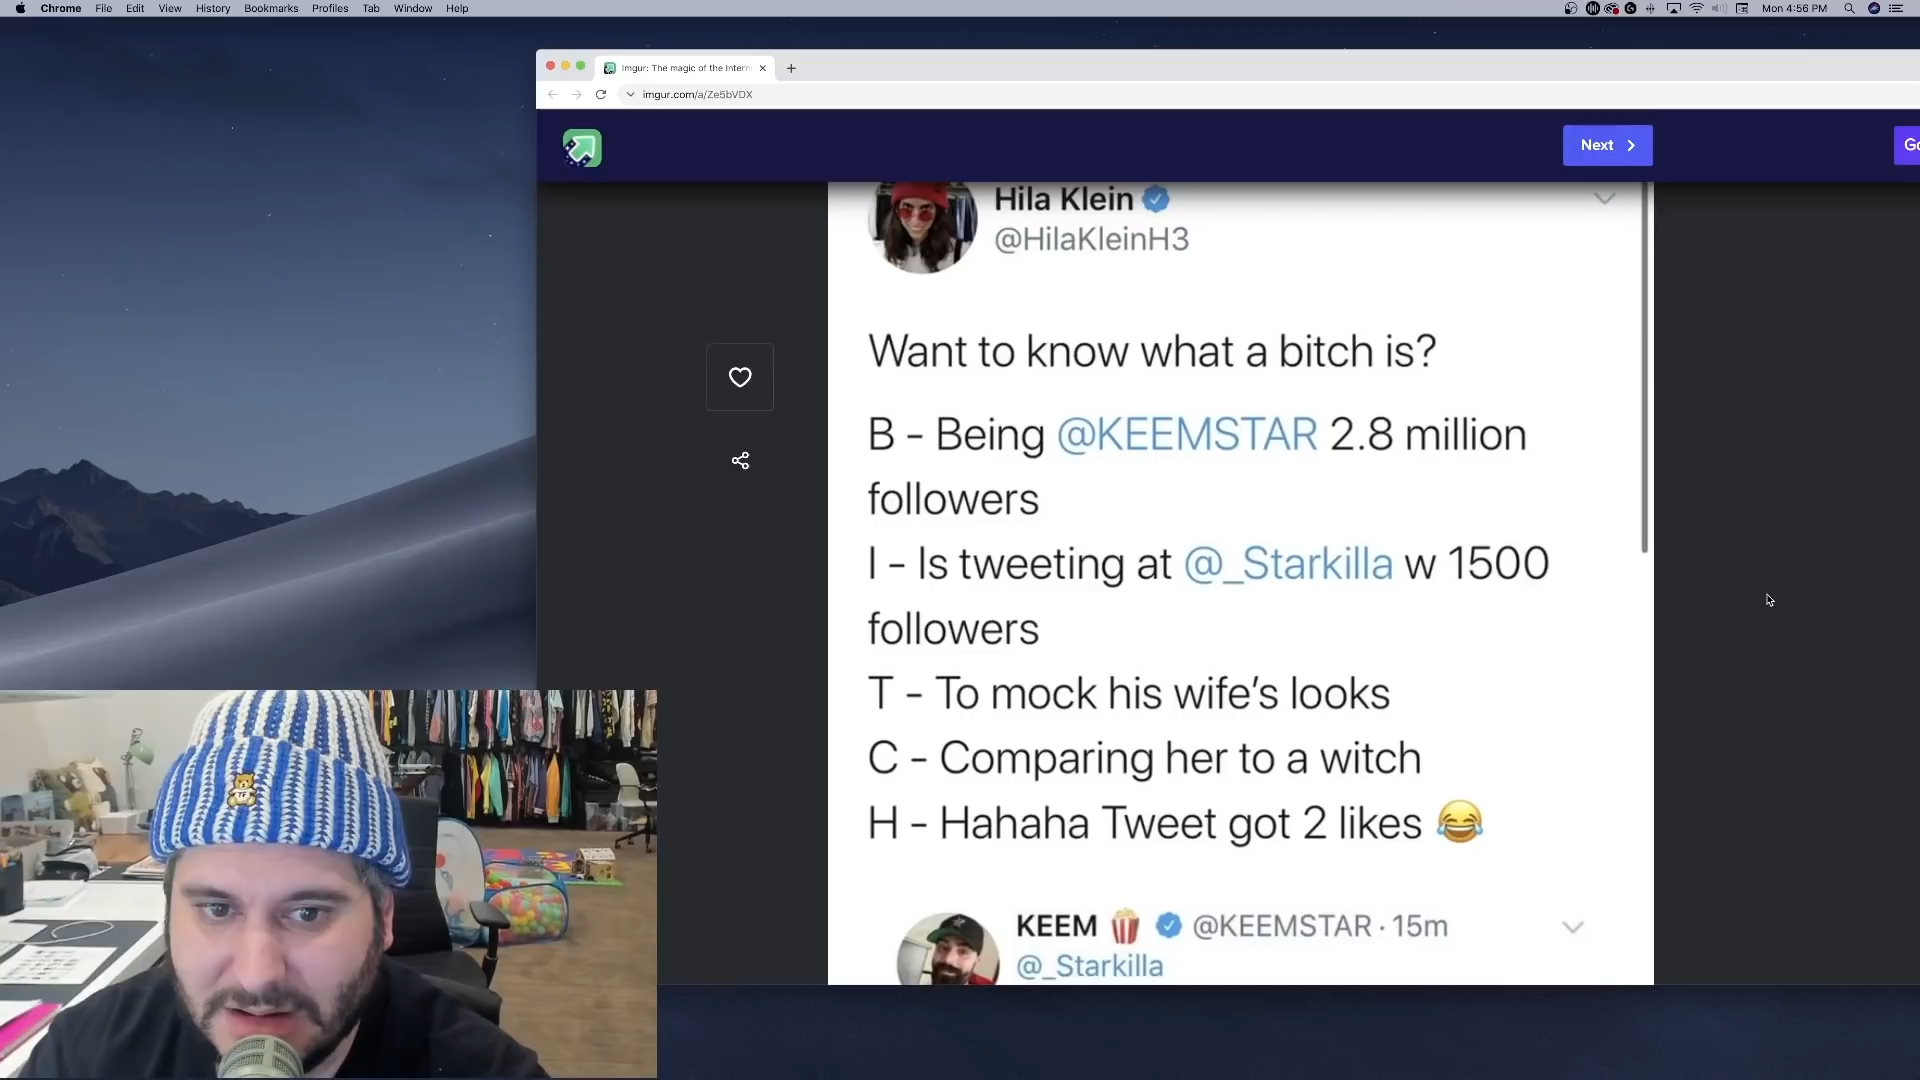 Chrome File Edit View History Bookmarks Profiles Tab Window Help
Mon 4:56 PM
Imgur: The magic of the Intern
imgur.com/a/Ze5bVDX
Next
Go
Hila Klein
@HilaKleinH3
Want to know what a bitch is?
B - Being @KEEMSTAR 2.8 million
followers
I - Is tweeting at @_Starkilla w 1500
followers
T - To mock his wife's looks
C - Comparing her to a witch
H - Hahaha Tweet got 2 likes 😂
KEEM 🍿 @KEEMSTAR · 15m
@_Starkilla
TF